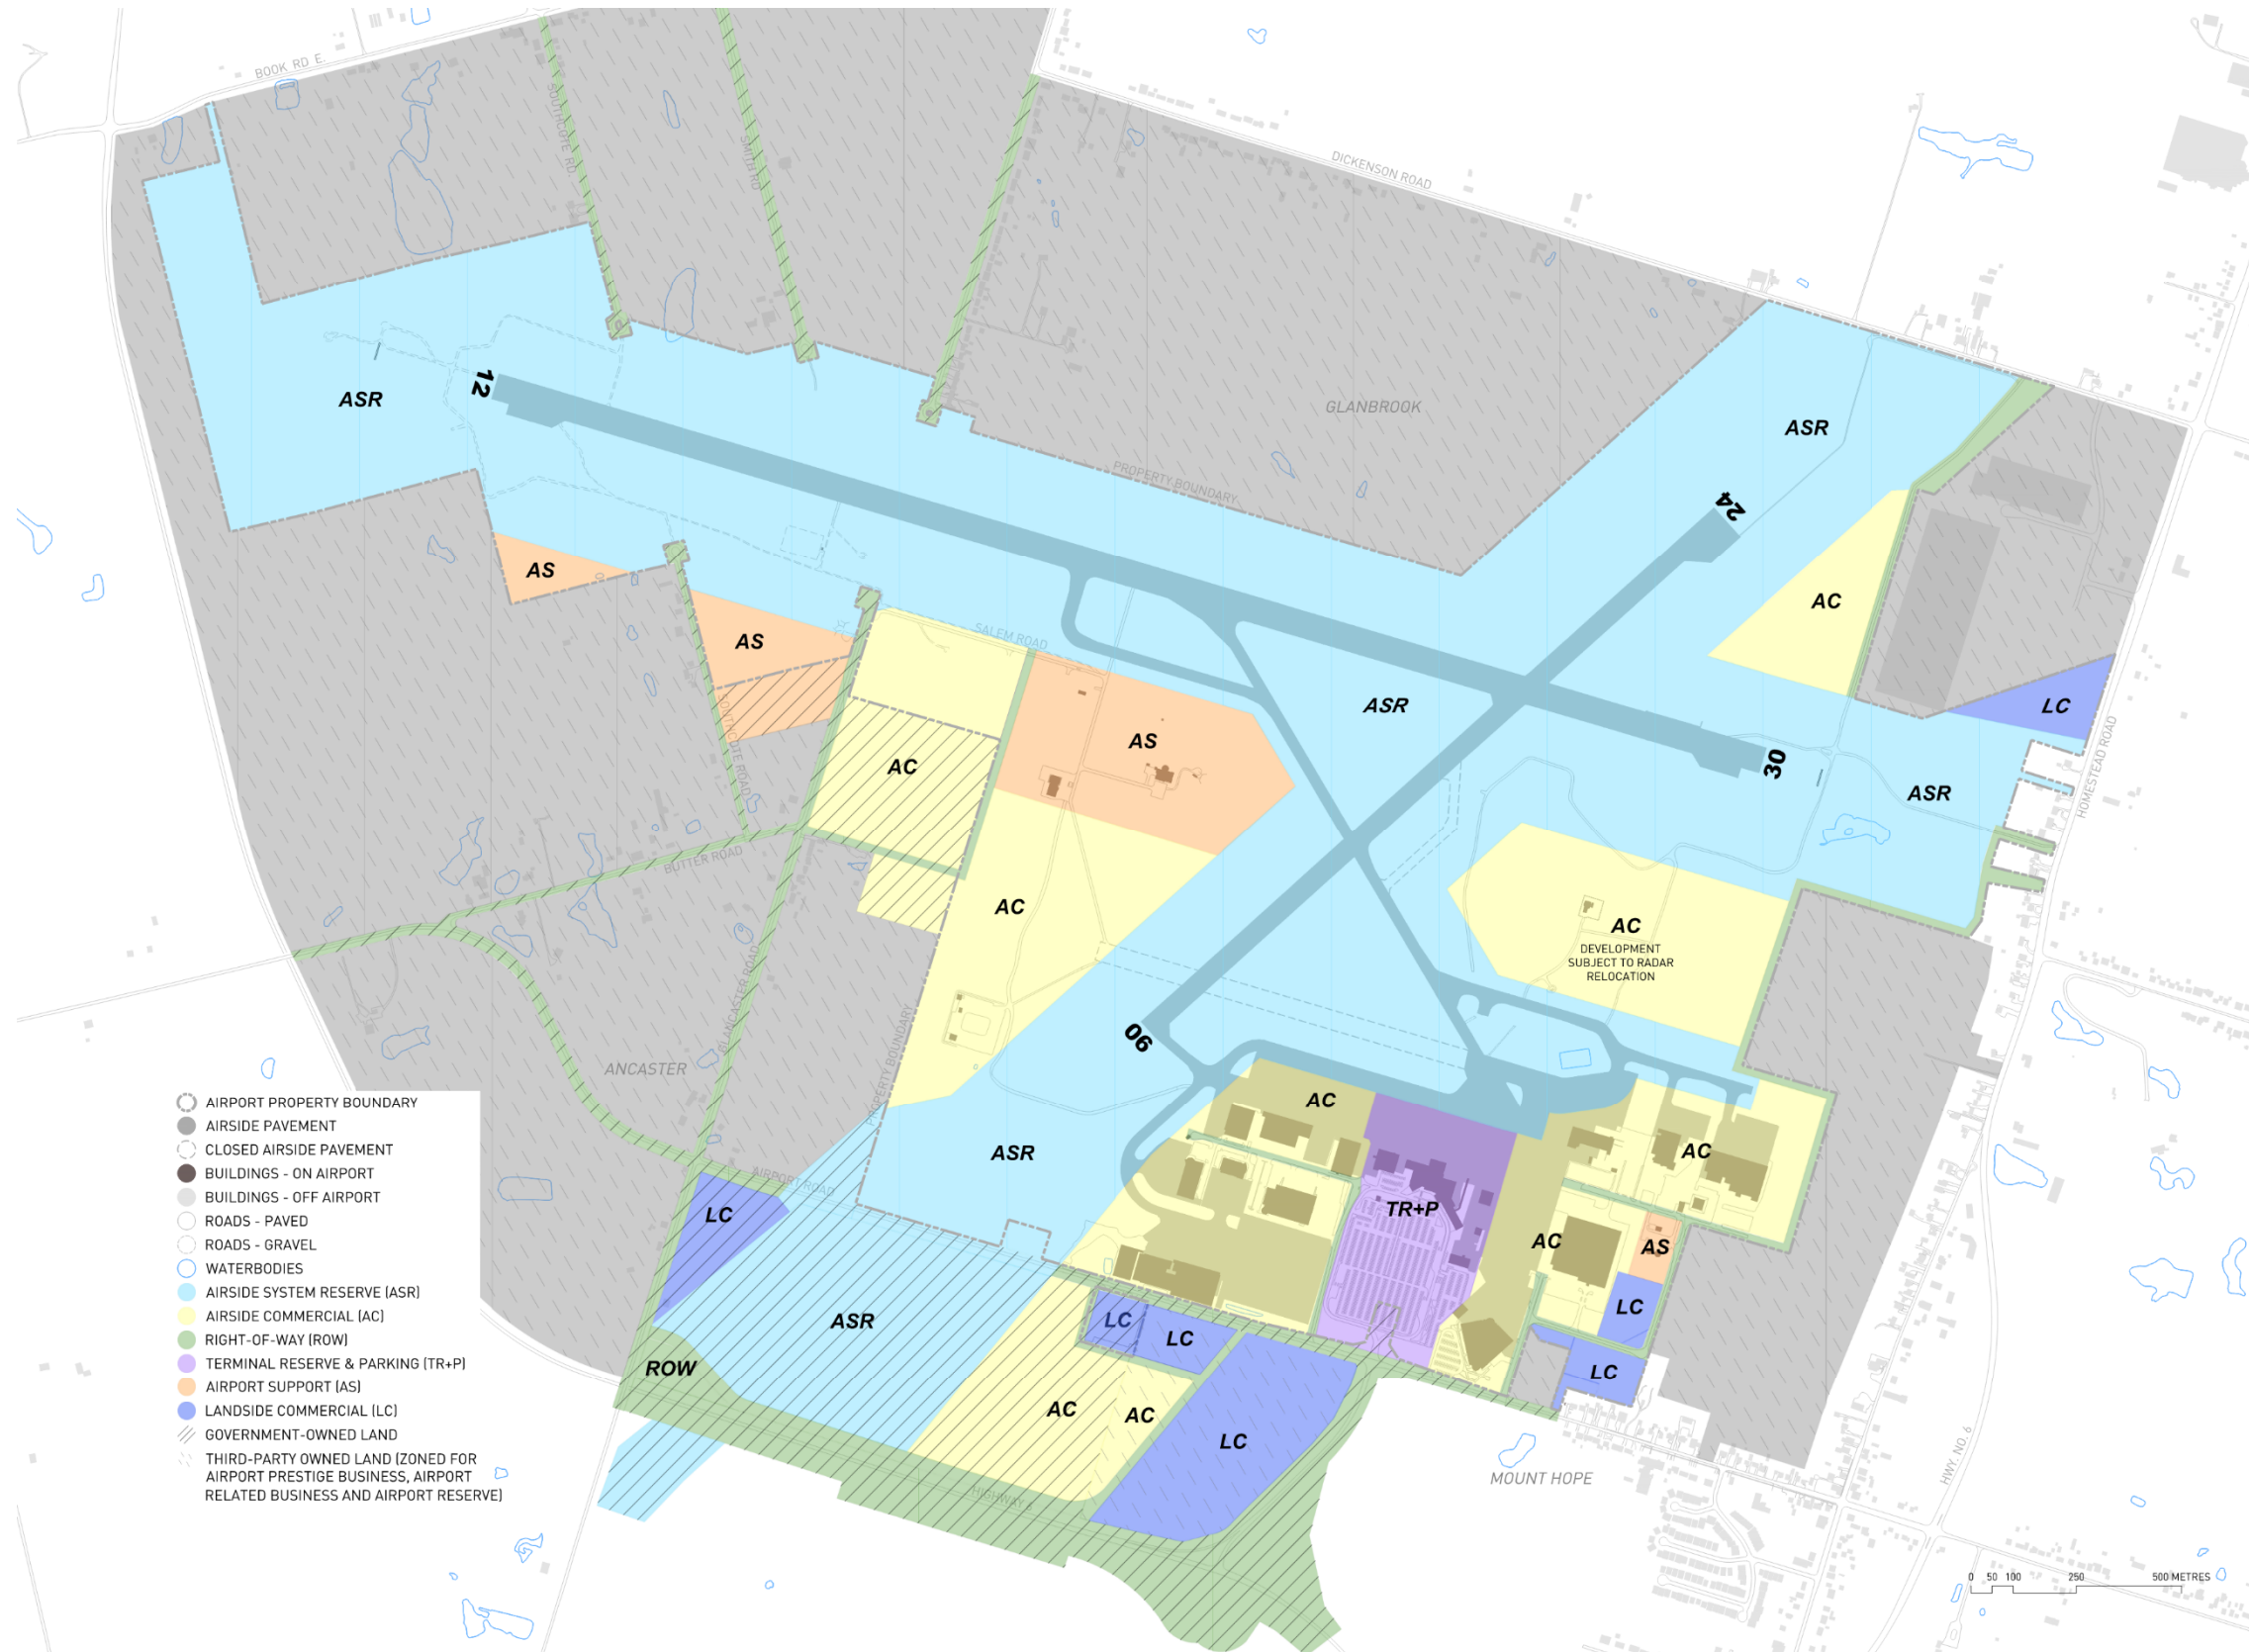 BOOK RD E.
SOUTHCOTE RD.
SMITH RD
DICKENSON ROAD
GLANBROOK
ASR
12
ASR
PROPERTY BOUNDARY
24
AS
AC
SALEM ROAD
AS
ASR
LC
AS
SOUTHCOTE ROAD
AC
30
ASR
HOMESTEAD ROAD
BUTTER ROAD
AC
AC
DEVELOPMENT
SUBJECT TO RADAR
RELOCATION
GLANCASTER ROAD
PROPERTY BOUNDARY
06
ANCASTER
AC
ASR
AC
AIRPORT ROAD
TR+P
LC
AC
AS
ASR
LC
LC
LC
ROW
LC
AC
AC
LC
HIGHWAY 6
MOUNT HOPE
HWY. NO. 6
AIRPORT PROPERTY BOUNDARY
AIRSIDE PAVEMENT
CLOSED AIRSIDE PAVEMENT
BUILDINGS - ON AIRPORT
BUILDINGS - OFF AIRPORT
ROADS - PAVED
ROADS - GRAVEL
WATERBODIES
AIRSIDE SYSTEM RESERVE (ASR)
AIRSIDE COMMERCIAL (AC)
RIGHT-OF-WAY (ROW)
TERMINAL RESERVE & PARKING (TR+P)
AIRPORT SUPPORT (AS)
LANDSIDE COMMERCIAL (LC)
GOVERNMENT-OWNED LAND
THIRD-PARTY OWNED LAND (ZONED FOR
AIRPORT PRESTIGE BUSINESS, AIRPORT
RELATED BUSINESS AND AIRPORT RESERVE)
0 50 100 250 500 METRES